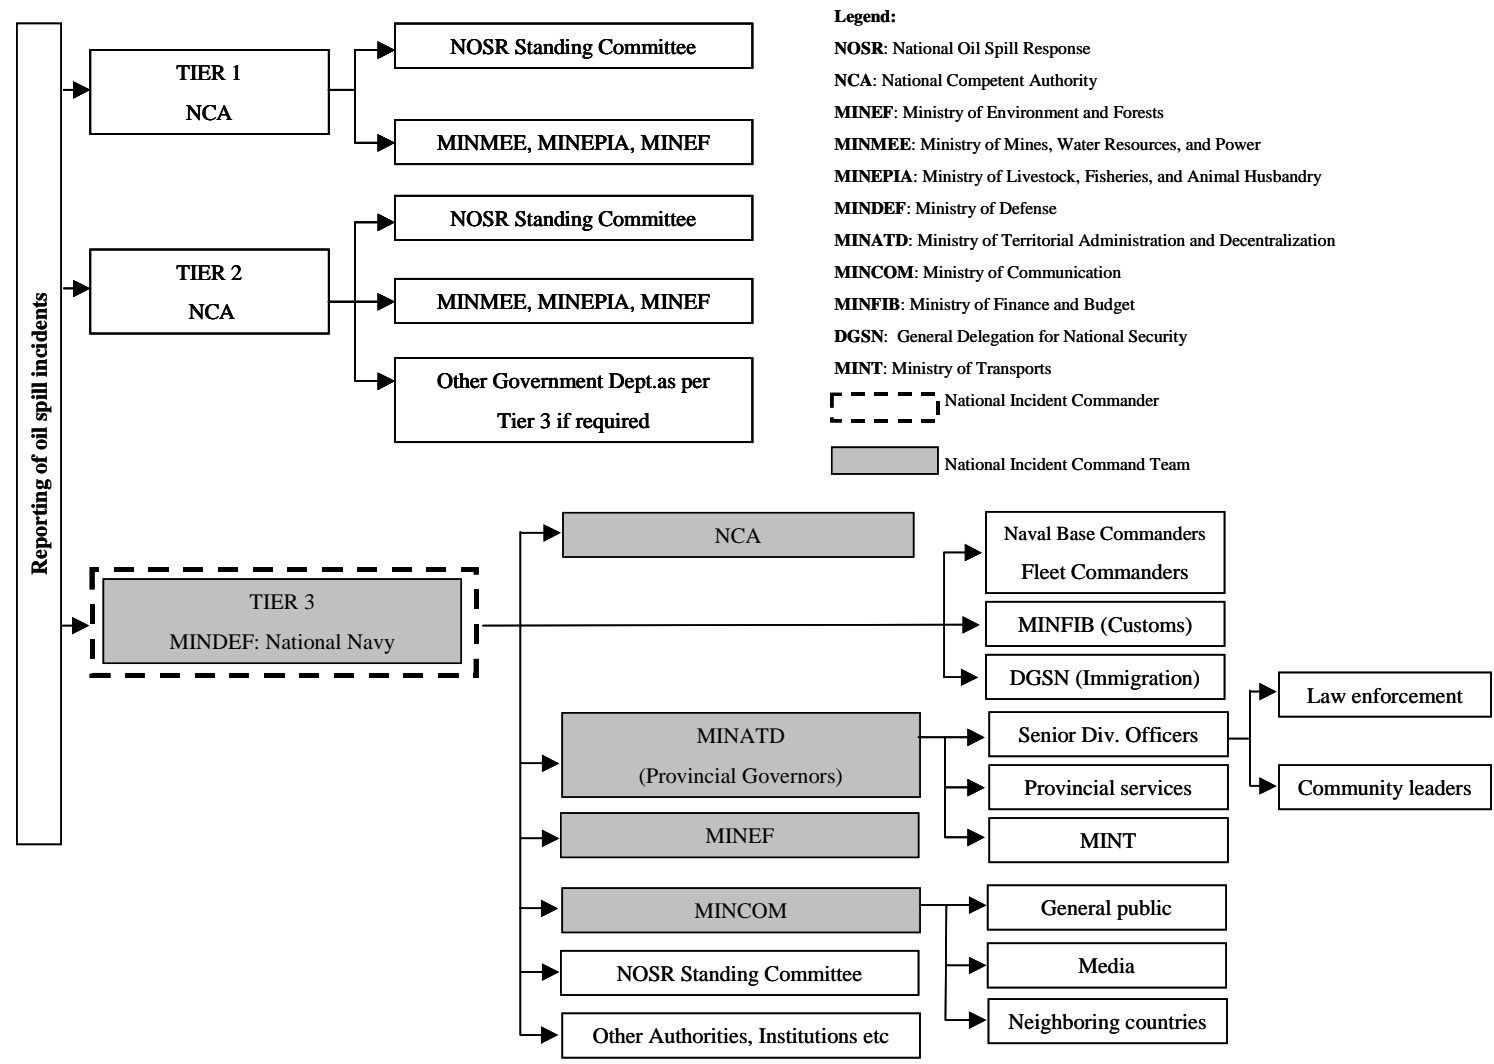 Reporting of oil spill incidents
TIER 1
NCA
NOSR Standing Committee
MINMEE, MINEPIA, MINEF
TIER 2
NCA
NOSR Standing Committee
MINMEE, MINEPIA, MINEF
Other Government Dept.as per
Tier 3 if required
Legend:
NOSR: National Oil Spill Response
NCA: National Competent Authority
MINEF: Ministry of Environment and Forests
MINMEE: Ministry of Mines, Water Resources, and Power
MINEPIA: Ministry of Livestock, Fisheries, and Animal Husbandry
MINDEF: Ministry of Defense
MINATD: Ministry of Territorial Administration and Decentralization
MINCOM: Ministry of Communication
MINFIB: Ministry of Finance and Budget
DGSN:  General Delegation for National Security
MINT: Ministry of Transports
National Incident Commander
National Incident Command Team
TIER 3
MINDEF: National Navy
NCA
Naval Base Commanders
Fleet Commanders
MINFIB (Customs)
DGSN (Immigration)
MINATD
(Provincial Governors)
Senior Div. Officers
Law enforcement
Community leaders
Provincial services
MINT
MINEF
MINCOM
General public
Media
Neighboring countries
NOSR Standing Committee
Other Authorities, Institutions etc